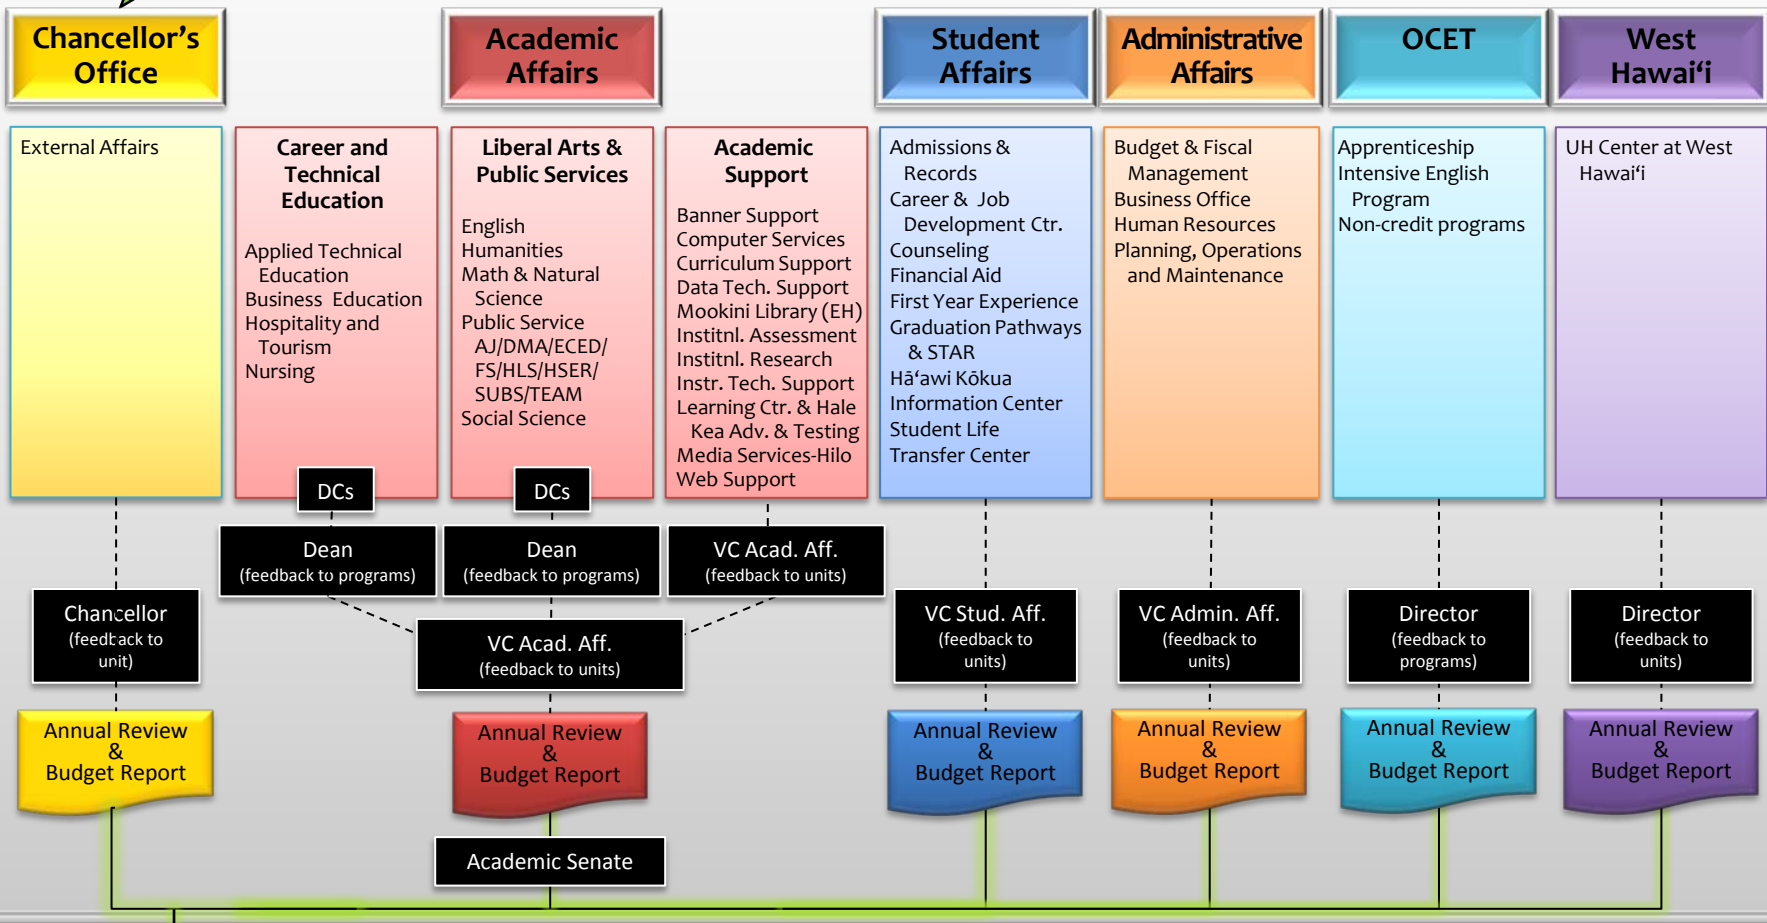 Chancellor's
Office
Academic
Affairs
Student
Affairs
Administrative
Affairs
OCET
West
Hawai‘i
External Affairs
Career and
Technical
Education
Applied Technical
Education
Business Education
Hospitality and
Tourism
Nursing
DCs
Liberal Arts &
Public Services
English
Humanities
Math & Natural
Science
Public Service
AJ/DMA/ECED/
FS/HLS/HSER/
SUBS/TEAM
Social Science
DCs
Academic
Support
Banner Support
Computer Services
Curriculum Support
Data Tech. Support
Mookini Library (EH)
Institnl. Assessment
Institnl. Research
Instr. Tech. Support
Learning Ctr. & Hale
Kea Adv. & Testing
Media Services-Hilo
Web Support
Admissions &
Records
Career & Job
Development Ctr.
Counseling
Financial Aid
First Year Experience
Graduation Pathways
& STAR
Hā‘awi Kōkua
Information Center
Student Life
Transfer Center
Budget & Fiscal
Management
Business Office
Human Resources
Planning, Operations
and Maintenance
Apprenticeship
Intensive English
Program
Non-credit programs
UH Center at West
Hawai‘i
Dean
(feedback to programs)
Dean
(feedback to programs)
VC Acad. Aff.
(feedback to units)
Chancellor
(feedback to
unit)
VC Acad. Aff.
(feedback to units)
VC Stud. Aff.
(feedback to
units)
VC Admin. Aff.
(feedback to
units)
Director
(feedback to
programs)
Director
(feedback to
units)
Annual Review
&
Budget Report
Annual Review
&
Budget Report
Annual Review
&
Budget Report
Annual Review
&
Budget Report
Annual Review
&
Budget Report
Annual Review
&
Budget Report
Academic Senate